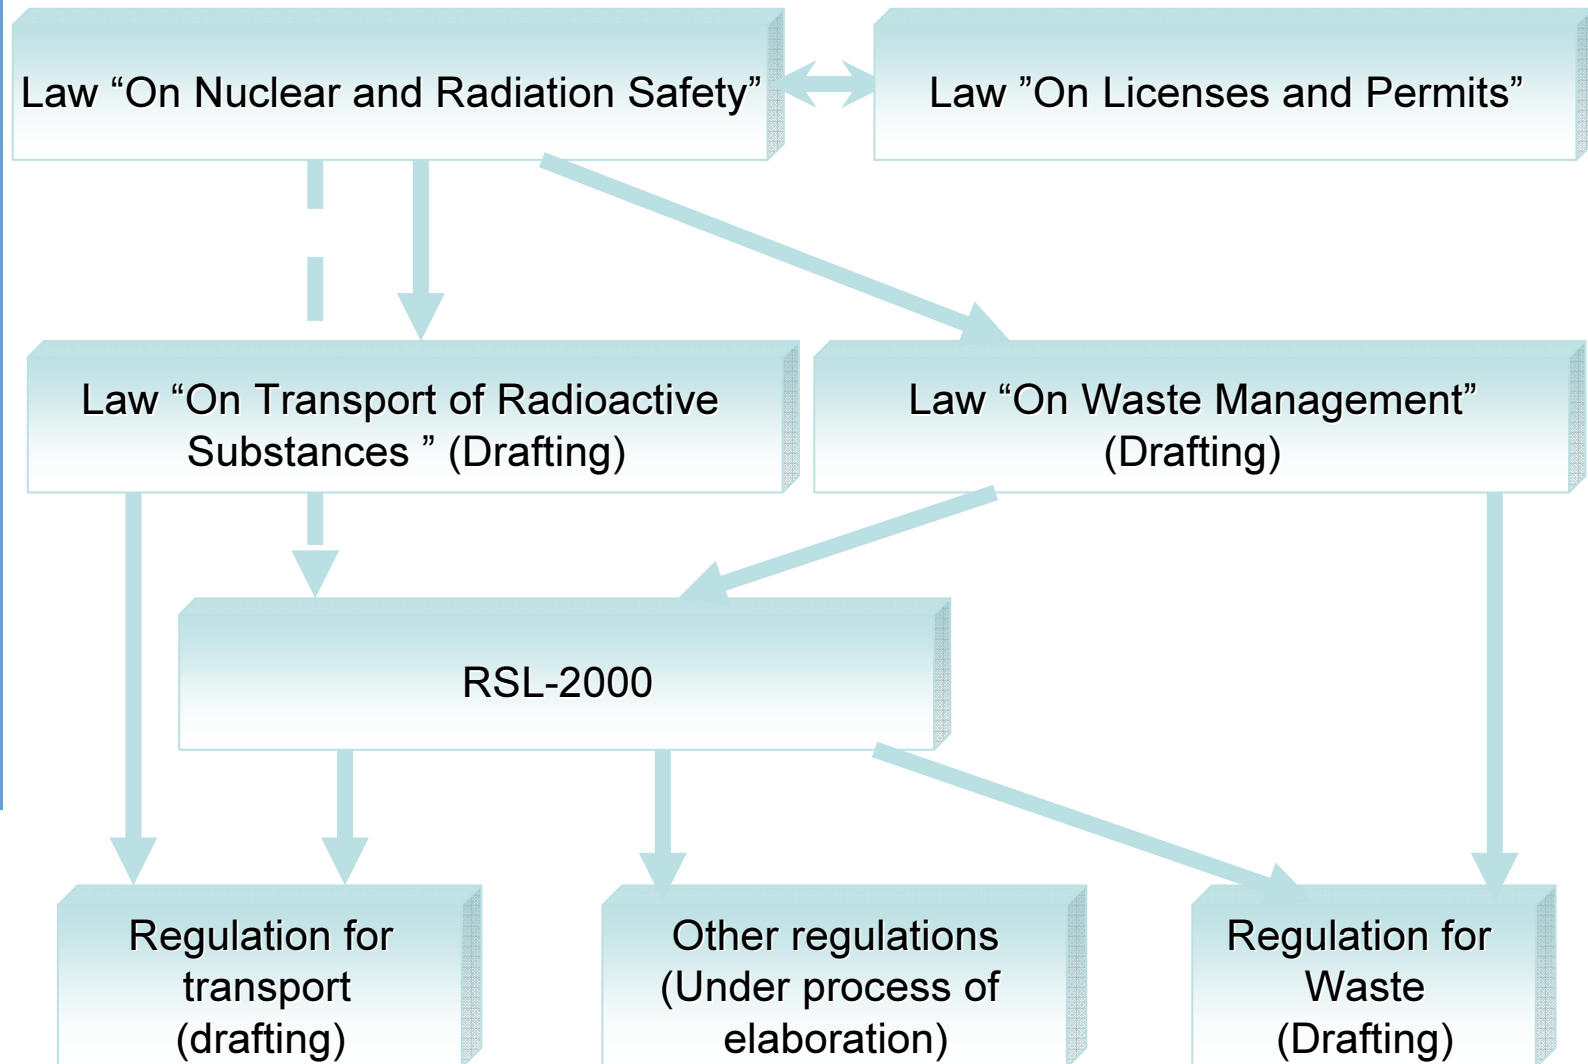 Law “On Nuclear and Radiation Safety”
Law ”On Licenses and Permits”
Law “On Transport of Radioactive
Substances ” (Drafting)
Law “On Waste Management”
(Drafting)
RSL-2000
Regulation for
transport
(drafting)
Other regulations
(Under process of
elaboration)
Regulation for
Waste
(Drafting)